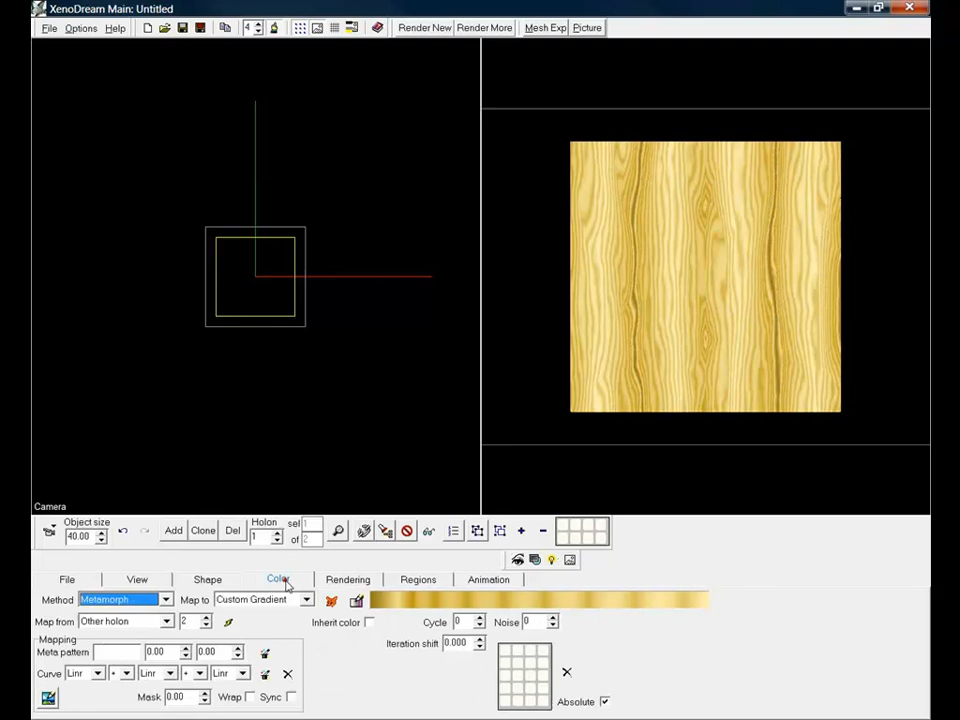 XenoDream Main: Untitled
File Options Help 4 Render New Render More Mesh Exp Picture
Camera
Object size
40.00
Add Clone Del
Holon
1
sel 1
of 2
File View Shape Color Rendering Regions Animation
Method Metamorph Map to Custom Gradient
Map from Other holon 2 Inherit color Cycle 0 Noise 0
Mapping
Meta pattern 0.00 0.00
Iteration shift 0.000
Curve Linr * Linr * Linr
Mask 0.00 Wrap Sync
Absolute